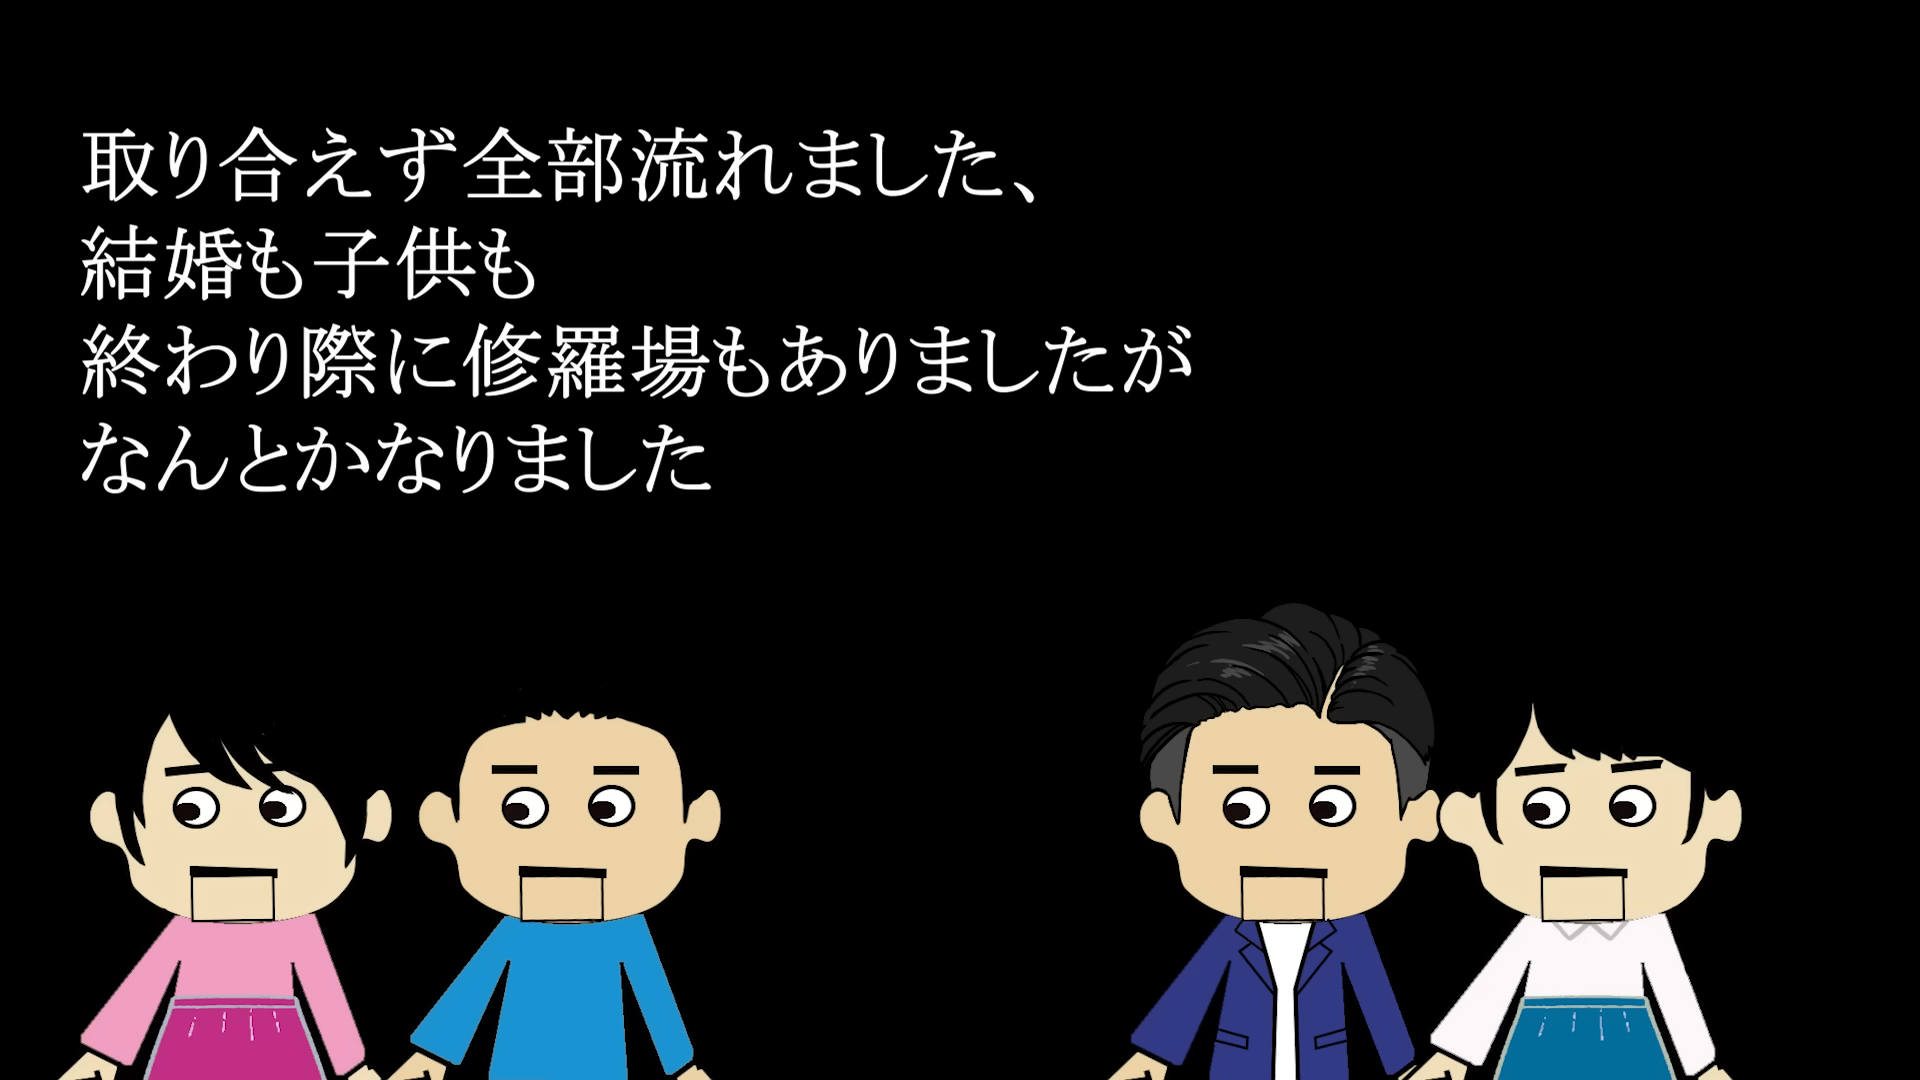 取り合えず全部流れました、
結婚も子供も
終わり際に修羅場もありましたが
なんとかなりました